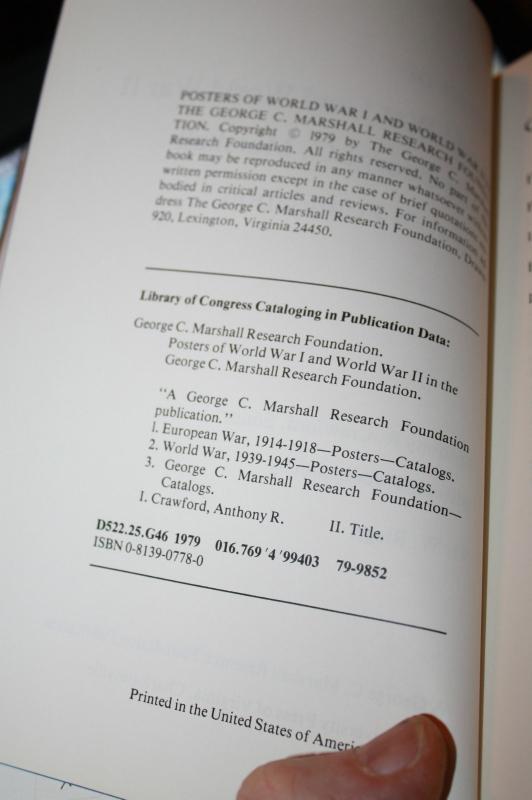 POSTERS OF WORLD WAR I AND WORLD WAR
THE GEORGE C. MARSHALL RESEARCH
TION. Copyright © 1979 by The George C.
Research Foundation. All rights reserved. No part of
book may be reproduced in any manner whatsoever
written permission except in the case of brief quotations
bodied in critical articles and reviews. For information
dress The George C. Marshall Research Foundation,
920, Lexington, Virginia 24450.
Library of Congress Cataloging in Publication Data:
George C. Marshall Research Foundation.
Posters of World War I and World War II in the
George C. Marshall Research Foundation.
"A George C. Marshall Research Foundation
publication."
1. European War, 1914-1918—Posters—Catalogs.
2. World War, 1939-1945—Posters—Catalogs.
3. George C. Marshall Research Foundation—
Catalogs.
I. Crawford, Anthony R. II. Title.
D522.25.G46 1979 016.769'4'99403 79-9852
ISBN 0-8139-0778-0
Printed in the United States of